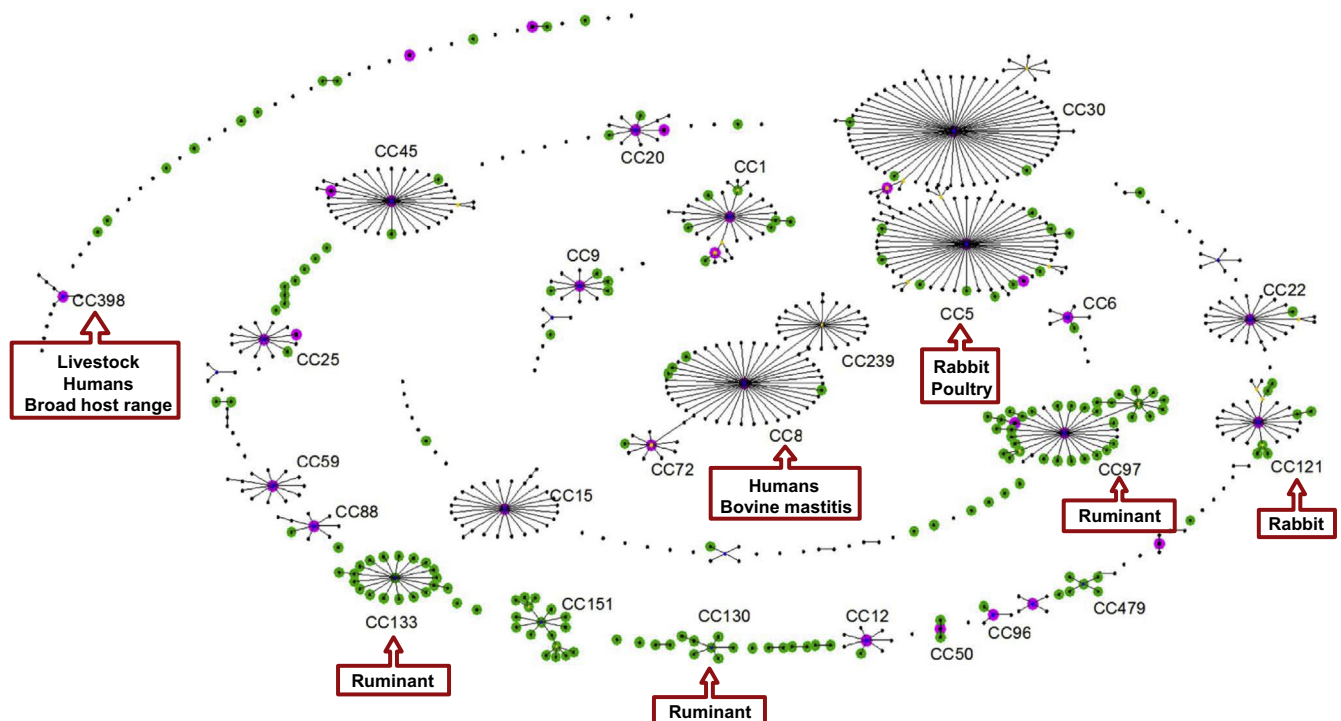 CC30
CC45
CC20
CC1
CC9
CC398
CC22
CC5
CC6
Livestock
Humans
Broad host range
CC25
CC239
Rabbit
Poultry
CC8
CC72
CC59
CC15
CC97
CC121
Humans
Bovine mastitis
CC88
Ruminant
Rabbit
CC151
CC479
CC133
CC130
CC12
CC96
CC50
Ruminant
Ruminant